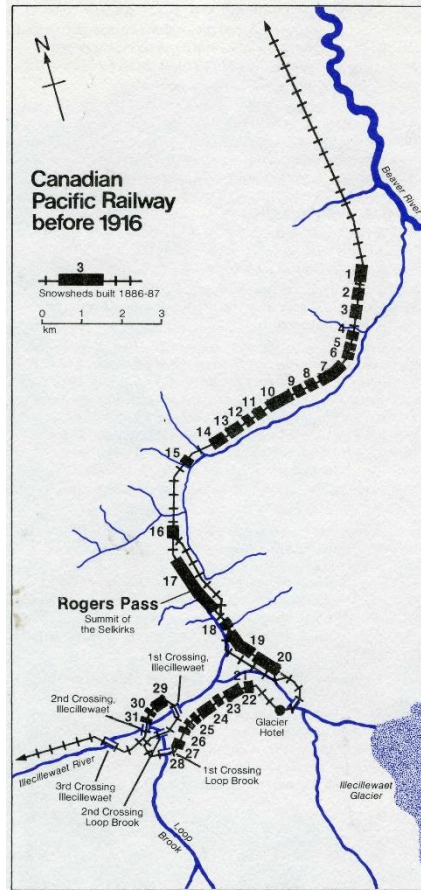 N
Canadian
Pacific Railway
before 1916
3
Snowsheds built 1886-87
0 1 2 3
km
Beaver River
1
2
3
4
5
6
7
8
9
10
11
12
13
14
15
16
17
Rogers Pass
Summit of
the Selkirks
18
19
20
1st Crossing,
Illecillewaet
2nd Crossing,
Illecillewaet
29
30
31
21
22
23
24
25
26
27
28
Glacier
Hotel
Illecillewaet River
3rd Crossing
Illecillewaet
2nd Crossing
Loop Brook
1st Crossing
Loop Brook
Illecillewaet
Glacier
Loop
Brook